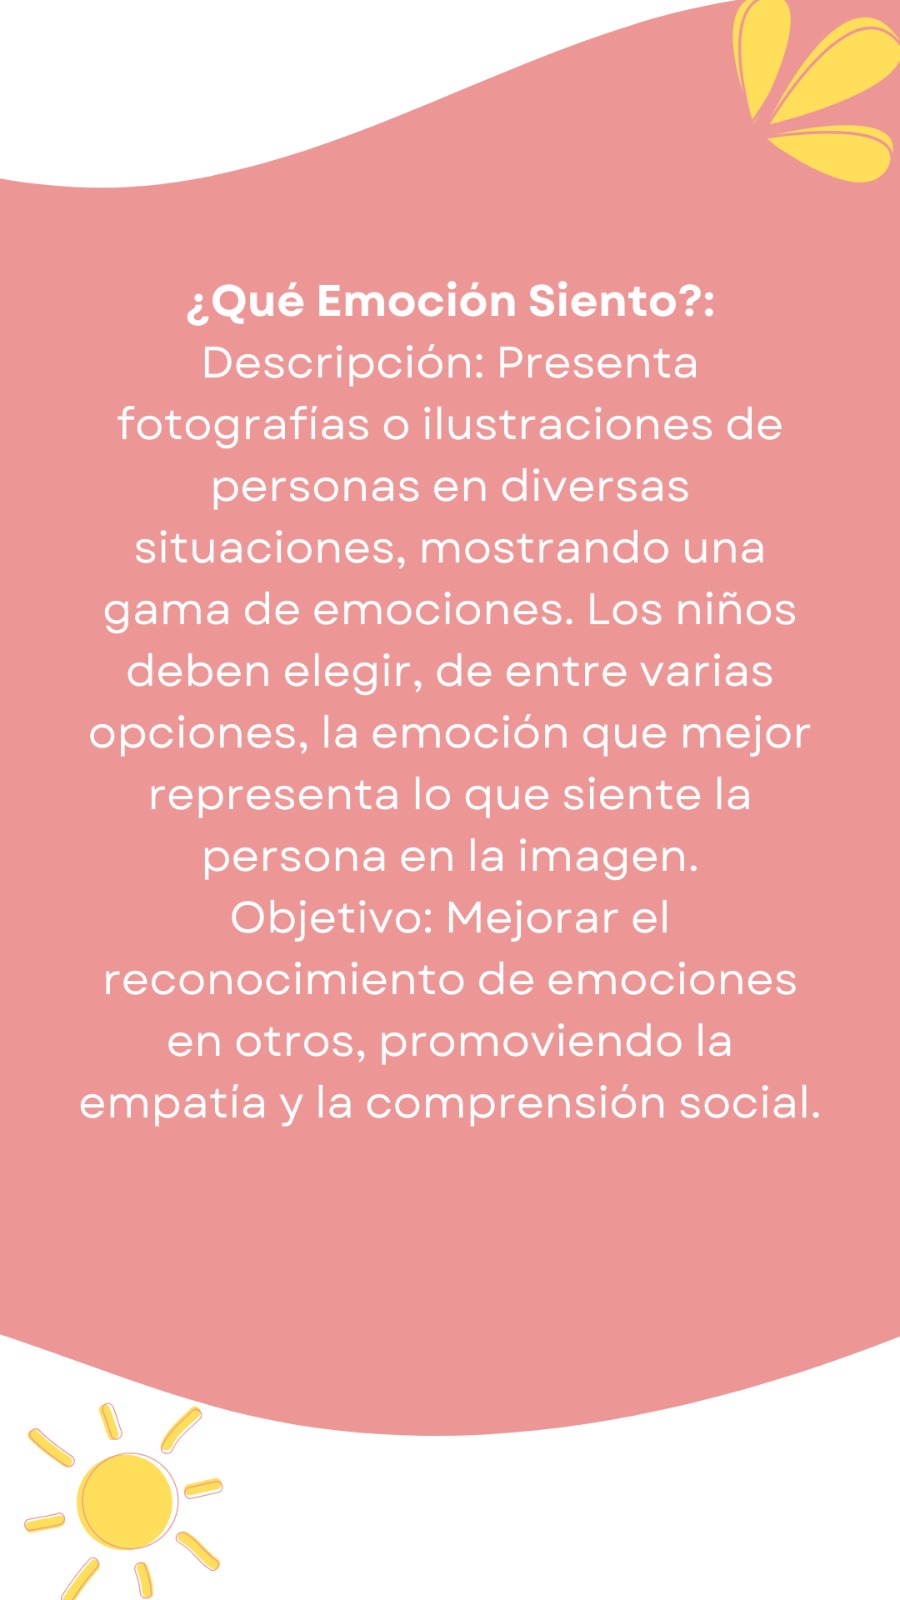 ¿Qué Emoción Siento?:
Descripción: Presenta
fotografías o ilustraciones de
personas en diversas
situaciones, mostrando una
gama de emociones. Los niños
deben elegir, de entre varias
opciones, la emoción que mejor
representa lo que siente la
persona en la imagen.
Objetivo: Mejorar el
reconocimiento de emociones
en otros, promoviendo la
empatía y la comprensión social.